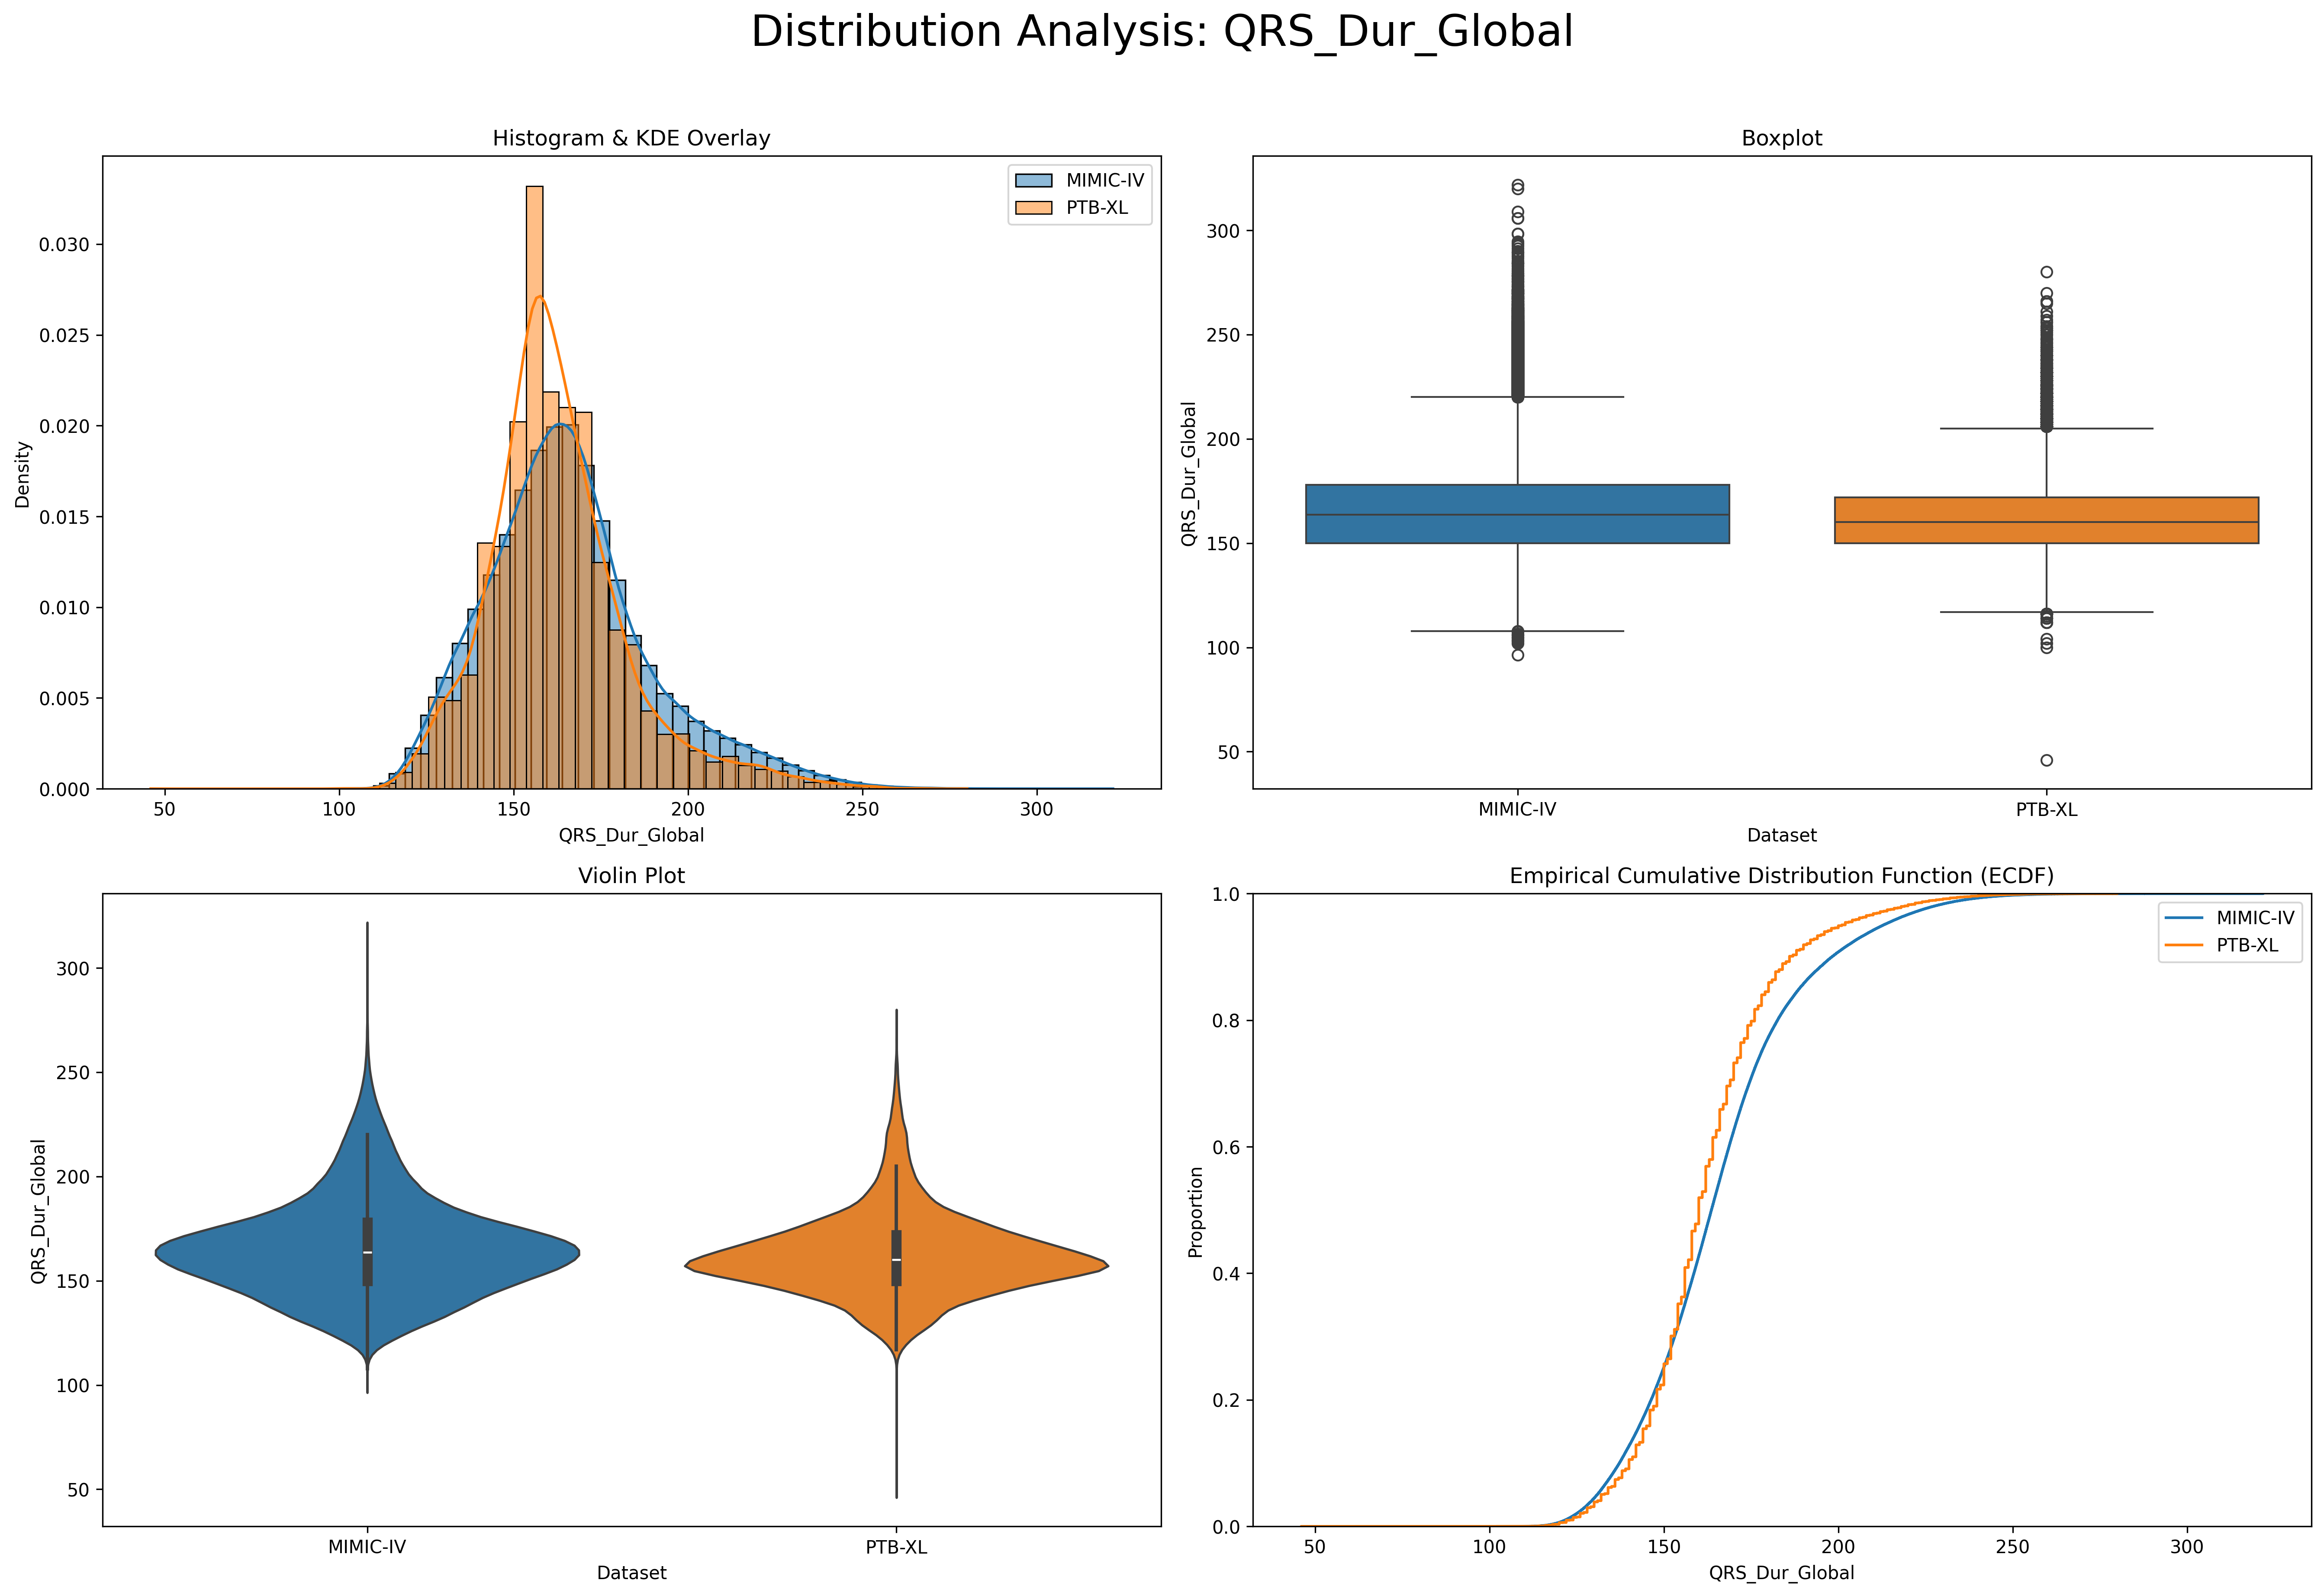 Distribution Analysis: QRS_Dur_Global
Histogram & KDE Overlay
MIMIC-IV
PTB-XL
0.030
0.025
0.020
0.015
0.010
0.005
0.000
Density
50 100 150 200 250 300
QRS_Dur_Global
Boxplot
300
250
200
150
100
50
QRS_Dur_Global
MIMIC-IV PTB-XL
Dataset
Violin Plot
300
250
200
150
100
50
QRS_Dur_Global
MIMIC-IV PTB-XL
Dataset
Empirical Cumulative Distribution Function (ECDF)
MIMIC-IV
PTB-XL
1.0
0.8
0.6
0.4
0.2
0.0
Proportion
50 100 150 200 250 300
QRS_Dur_Global